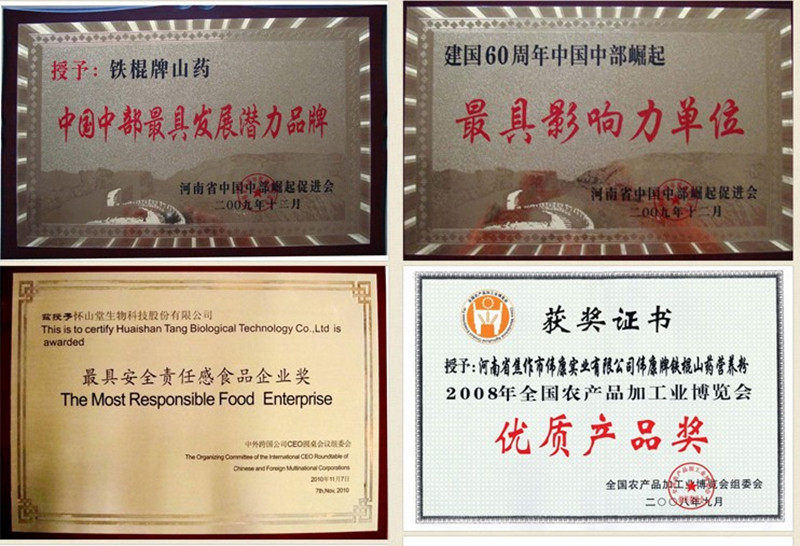 授予：铁棍牌山药
中国中部最具发展潜力品牌
河南省中国中部崛起促进会
二〇〇九年十二月
建国60周年中国中部崛起
最具影响力单位
河南省中国中部崛起促进会
二〇〇九年十二月
兹授予怀山堂生物科技股份有限公司
This is to certify Huaishan Tang Biological Technology Co.,Ltd is
awarded
最具安全责任感食品企业奖
The Most Responsible Food Enterprise
中外跨国公司CEO圆桌会议组委会
The Organizing Committee of the International CEO Roundtable of
Chinese and Foreign Multinational Corporations
2010年11月7日
7th,Nov, 2010
获奖证书
授予：河南省焦作市伟康实业有限公司伟康牌铁棍山药营养粉
2008年全国农产品加工业博览会
优质产品奖
全国农产品加工业博览会组委会
二〇〇八年九月